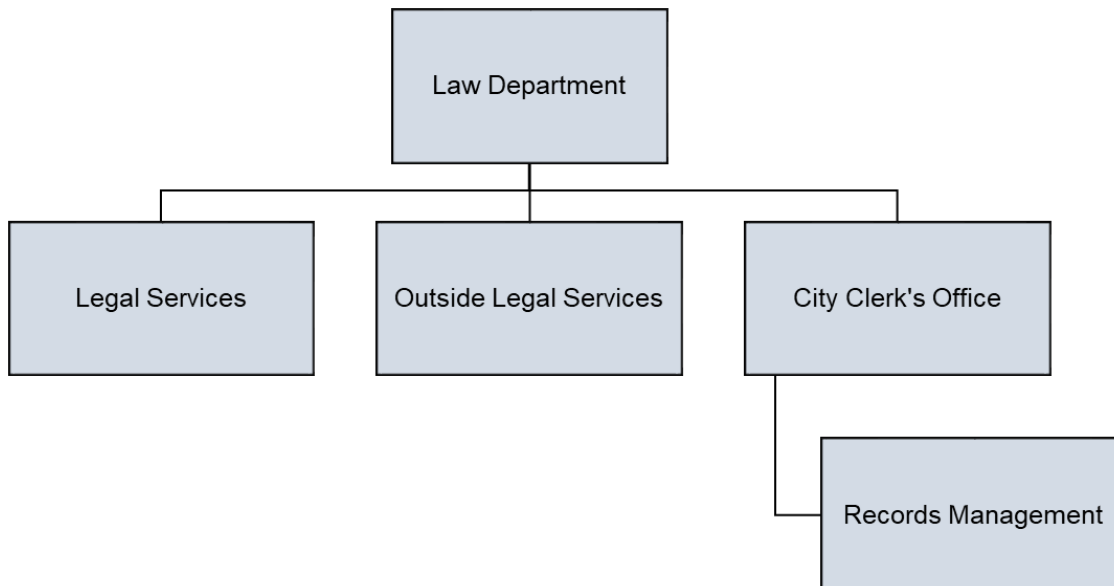 Law Department
Legal Services
Outside Legal Services
City Clerk's Office
Records Management